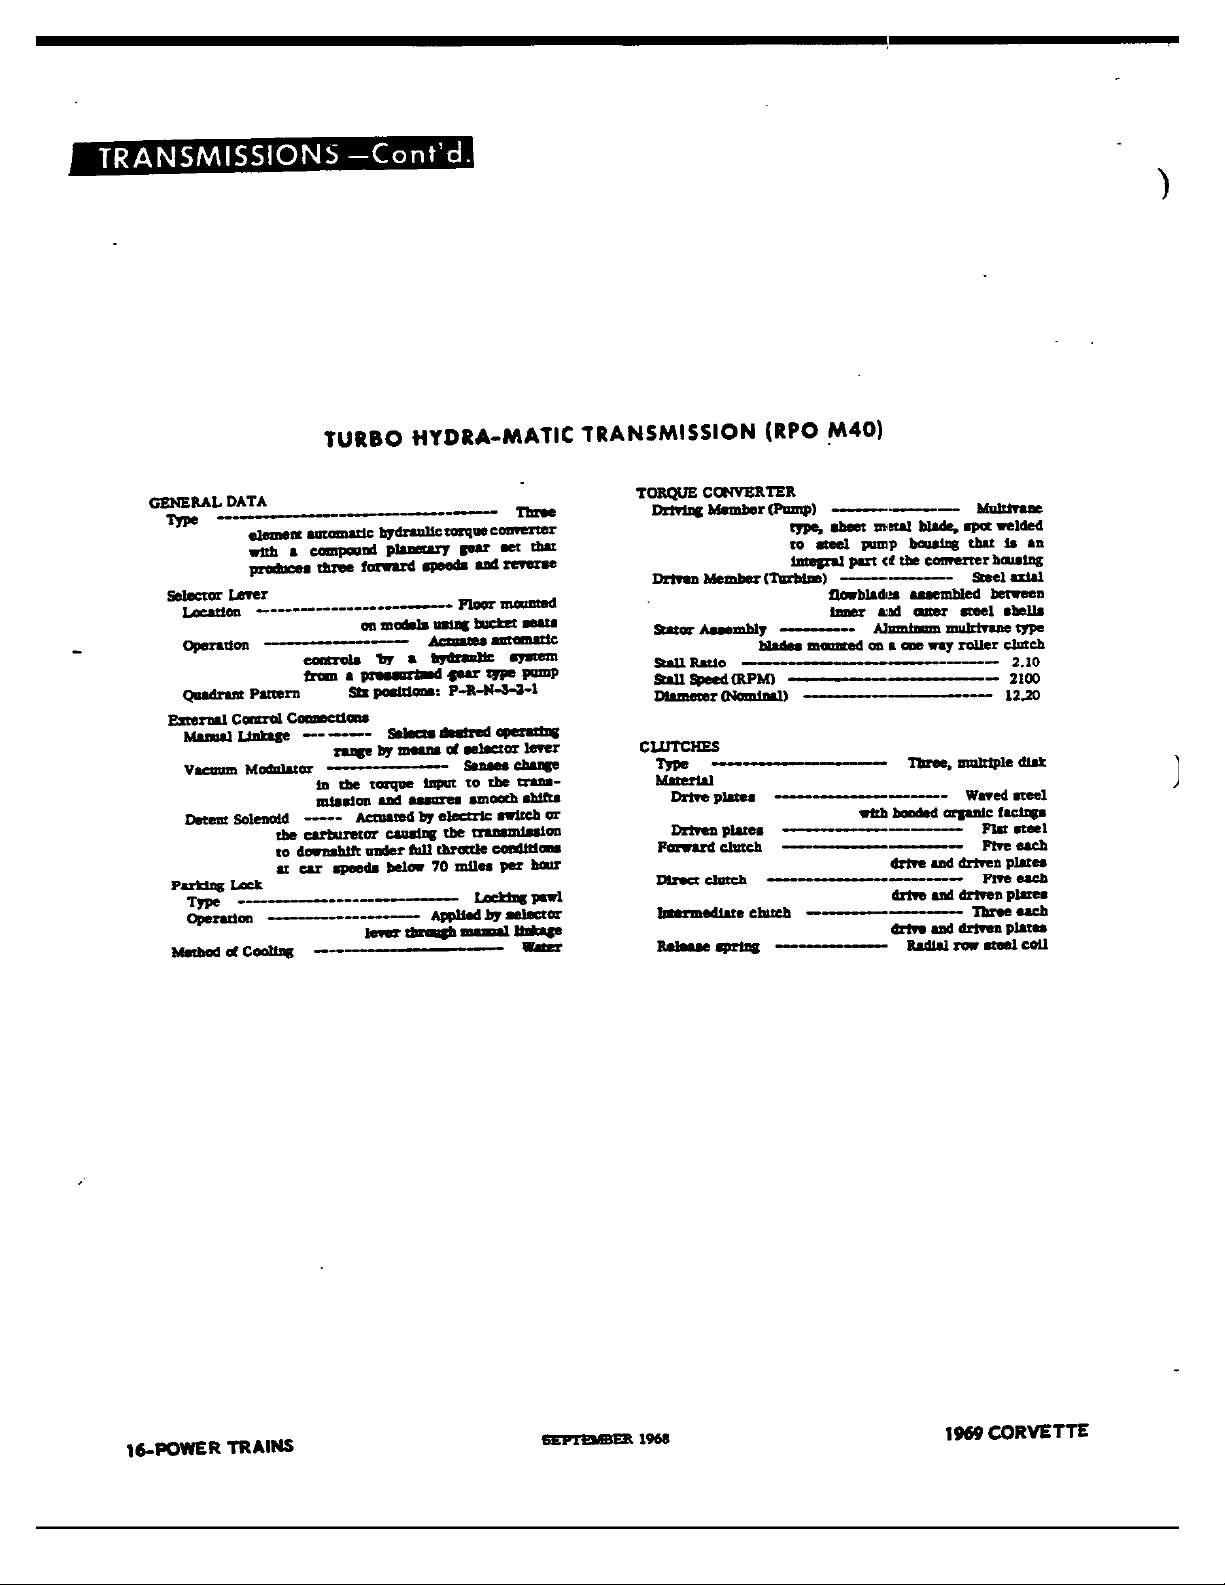 TRANSMISSIONS —Cont'd.
TURBO HYDRA-MATIC TRANSMISSION (RPO M40)
GENERAL DATA
Type ------------------------------------- Three
element automatic hydraulic torque converter
with a compound planetary gear set that
produces three forward speeds and reverse
Selector Lever
Location -------------------------- Floor mounted
on models using bucket seats
Operation ------------------- Actuates automatic
controls by a hydraulic system
from a pressurized gear type pump
Quadrant Pattern Six positions: P-R-N-3-2-1
External Control Connections
Manual Linkage --------- Selects desired operating
range by means of selector lever
Vacuum Modulator ---------------- Senses change
in the torque input to the trans-
mission and assures smooth shifts
Detent Solenoid ----- Actuated by electric switch or
the carburetor causing the transmission
to downshift under full throttle conditions
at car speeds below 70 miles per hour
Parking Lock
Type ----------------------------- Locking pawl
Operation -------------------- Applied by selector
lever through manual linkage
Method of Cooling ------------------------- Water
TORQUE CONVERTER
Driving Member (Pump) ----------------- Multivane
type, sheet metal blade, spot welded
to steel pump housing that is an
integral part of the converter housing
Driven Member (Turbine) --------------- Steel axial
flowblades assembled between
inner and outer steel shells
Stator Assembly ---------- Aluminum multivane type
blades mounted on a one way roller clutch
Stall Ratio ---------------------------------- 2.10
Stall Speed (RPM) ---------------------------- 2100
Diameter (Nominal) ------------------------- 12.20
CLUTCHES
Type ----------------------- Three, multiple disk
Material
Drive plates ----------------------- Waved steel
with bonded organic facings
Driven plates ------------------------ Flat steel
Forward clutch ------------------------ Five each
drive and driven plates
Direct clutch -------------------------- Five each
drive and driven plates
Intermediate clutch --------------------- Three each
drive and driven plates
Release spring --------------- Radial row steel coil
16-POWER TRAINS SEPTEMBER 1968 1969 CORVETTE